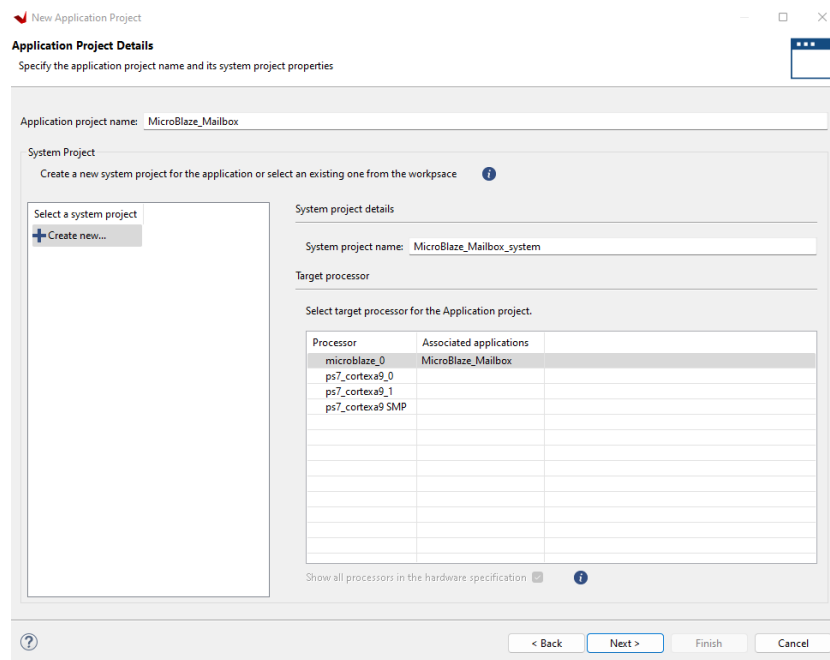 New Application Project
Application Project Details
Specify the application project name and its system project properties
Application project name: MicroBlaze_Mailbox
System Project
Create a new system project for the application or select an existing one from the workpsace
Select a system project
Create new...
System project details
System project name: MicroBlaze_Mailbox_system
Target processor
Select target processor for the Application project.
Processor Associated applications
microblaze_0 MicroBlaze_Mailbox
ps7_cortexa9_0
ps7_cortexa9_1
ps7_cortexa9 SMP
Show all processors in the hardware specification
< Back Next > Finish Cancel